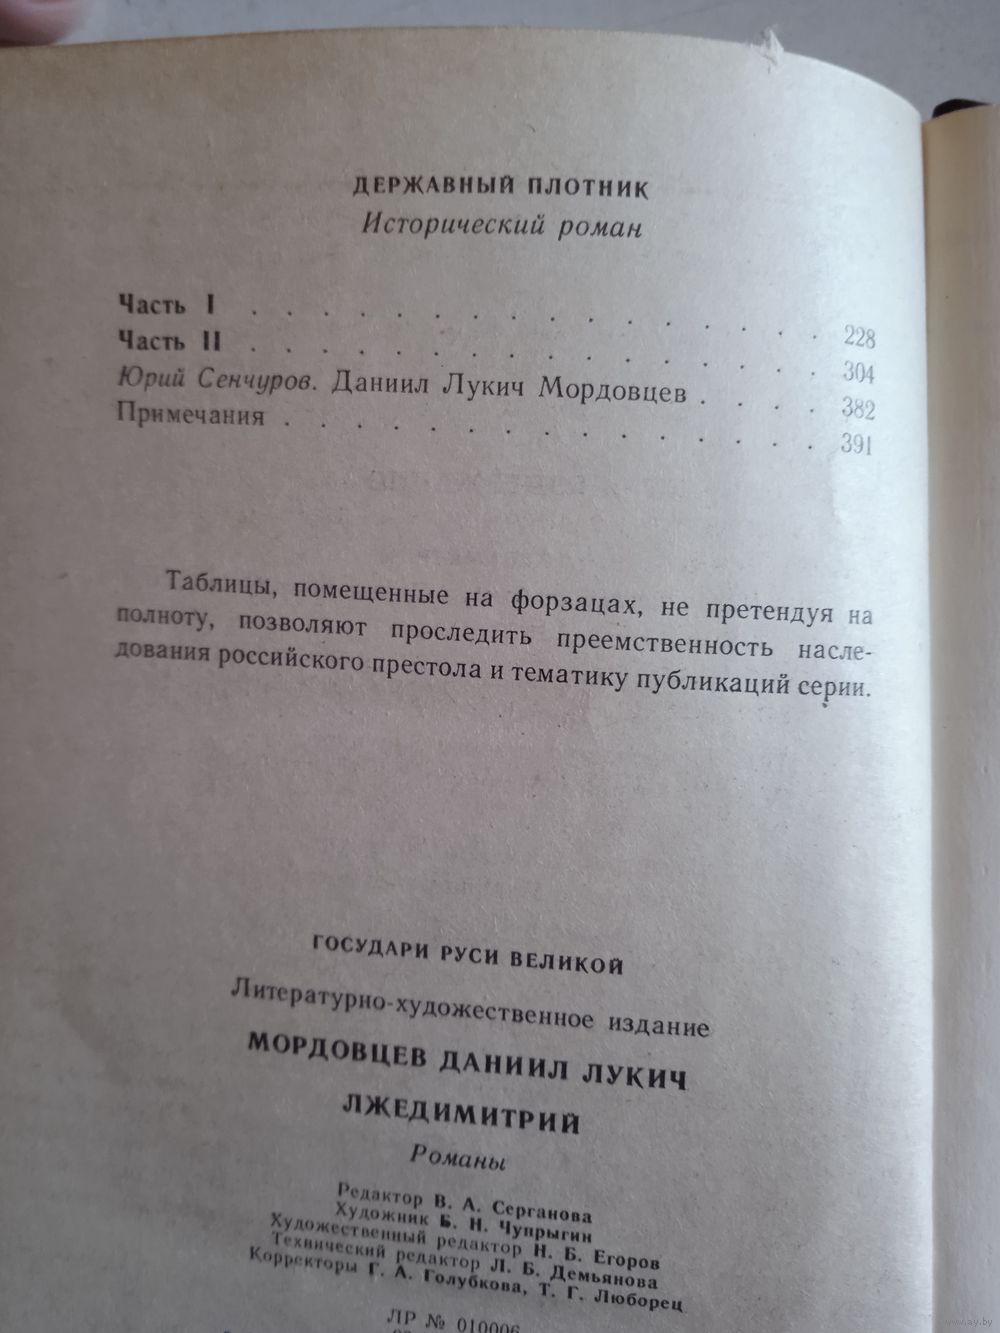 ДЕРЖАВНЫЙ ПЛОТНИК
Исторический роман
Часть I . . . . . . . . . . . . . . . . 228
Часть II . . . . . . . . . . . . . . . . 304
Юрий Сенчуров. Даниил Лукич Мордовцев . . . . 382
Примечания . . . . . . . . . . . . . . . 391
Таблицы, помещенные на форзацах, не претендуя на
полноту, позволяют проследить преемственность насле-
дования российского престола и тематику публикаций серии.
ГОСУДАРИ РУСИ ВЕЛИКОЙ
Литературно-художественное издание
МОРДОВЦЕВ ДАНИИЛ ЛУКИЧ
ЛЖЕДИМИТРИЙ
Романы
Редактор В. А. Серганова
Художник Б. Н. Чупрыгин
Художественный редактор Н. Б. Егоров
Технический редактор Л. Б. Демьянова
Корректоры Г. А. Голубкова, Т. Г. Люборец
ЛР № 010006
www.ay.by